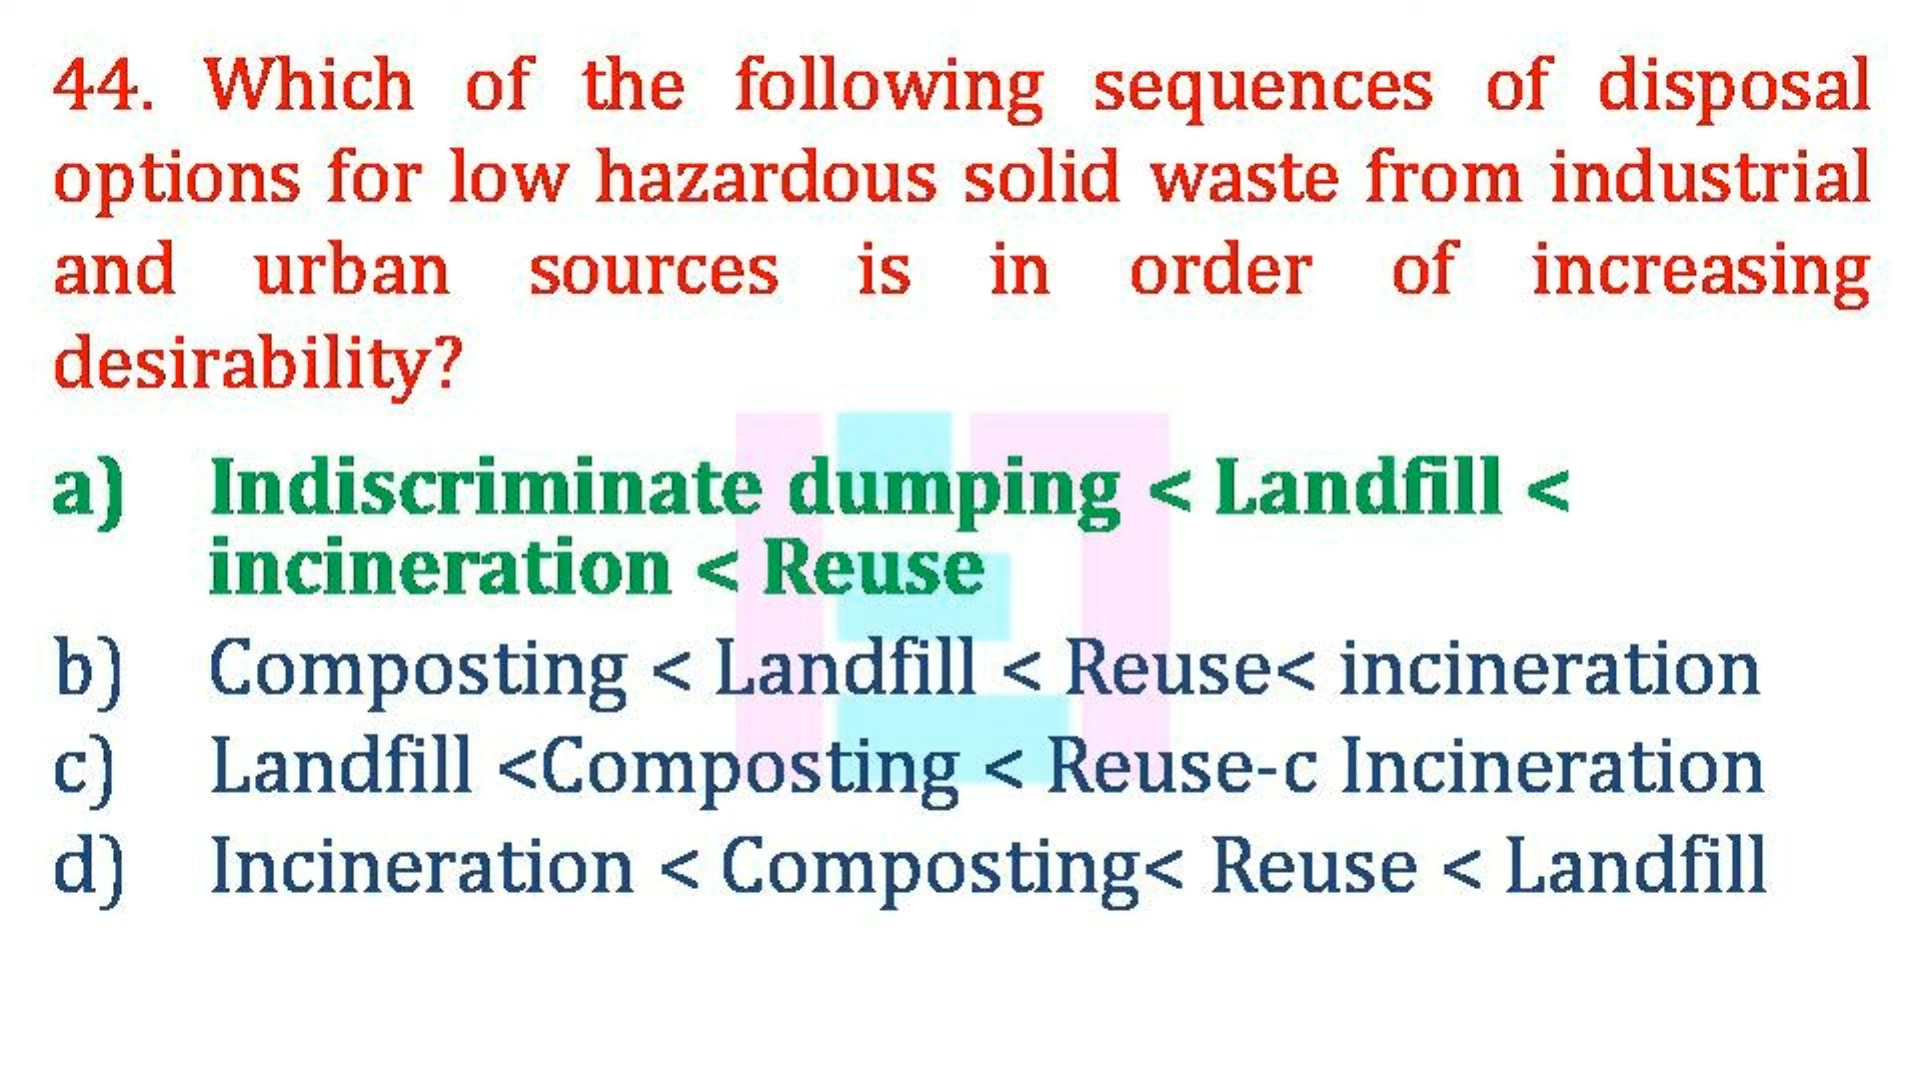 44. Which of the following sequences of disposal
options for low hazardous solid waste from industrial
and urban sources is in order of increasing
desirability?
a) Indiscriminate dumping < Landfill <
incineration < Reuse
b) Composting < Landfill < Reuse< incineration
c) Landfill <Composting < Reuse-c Incineration
d) Incineration < Composting< Reuse < Landfill